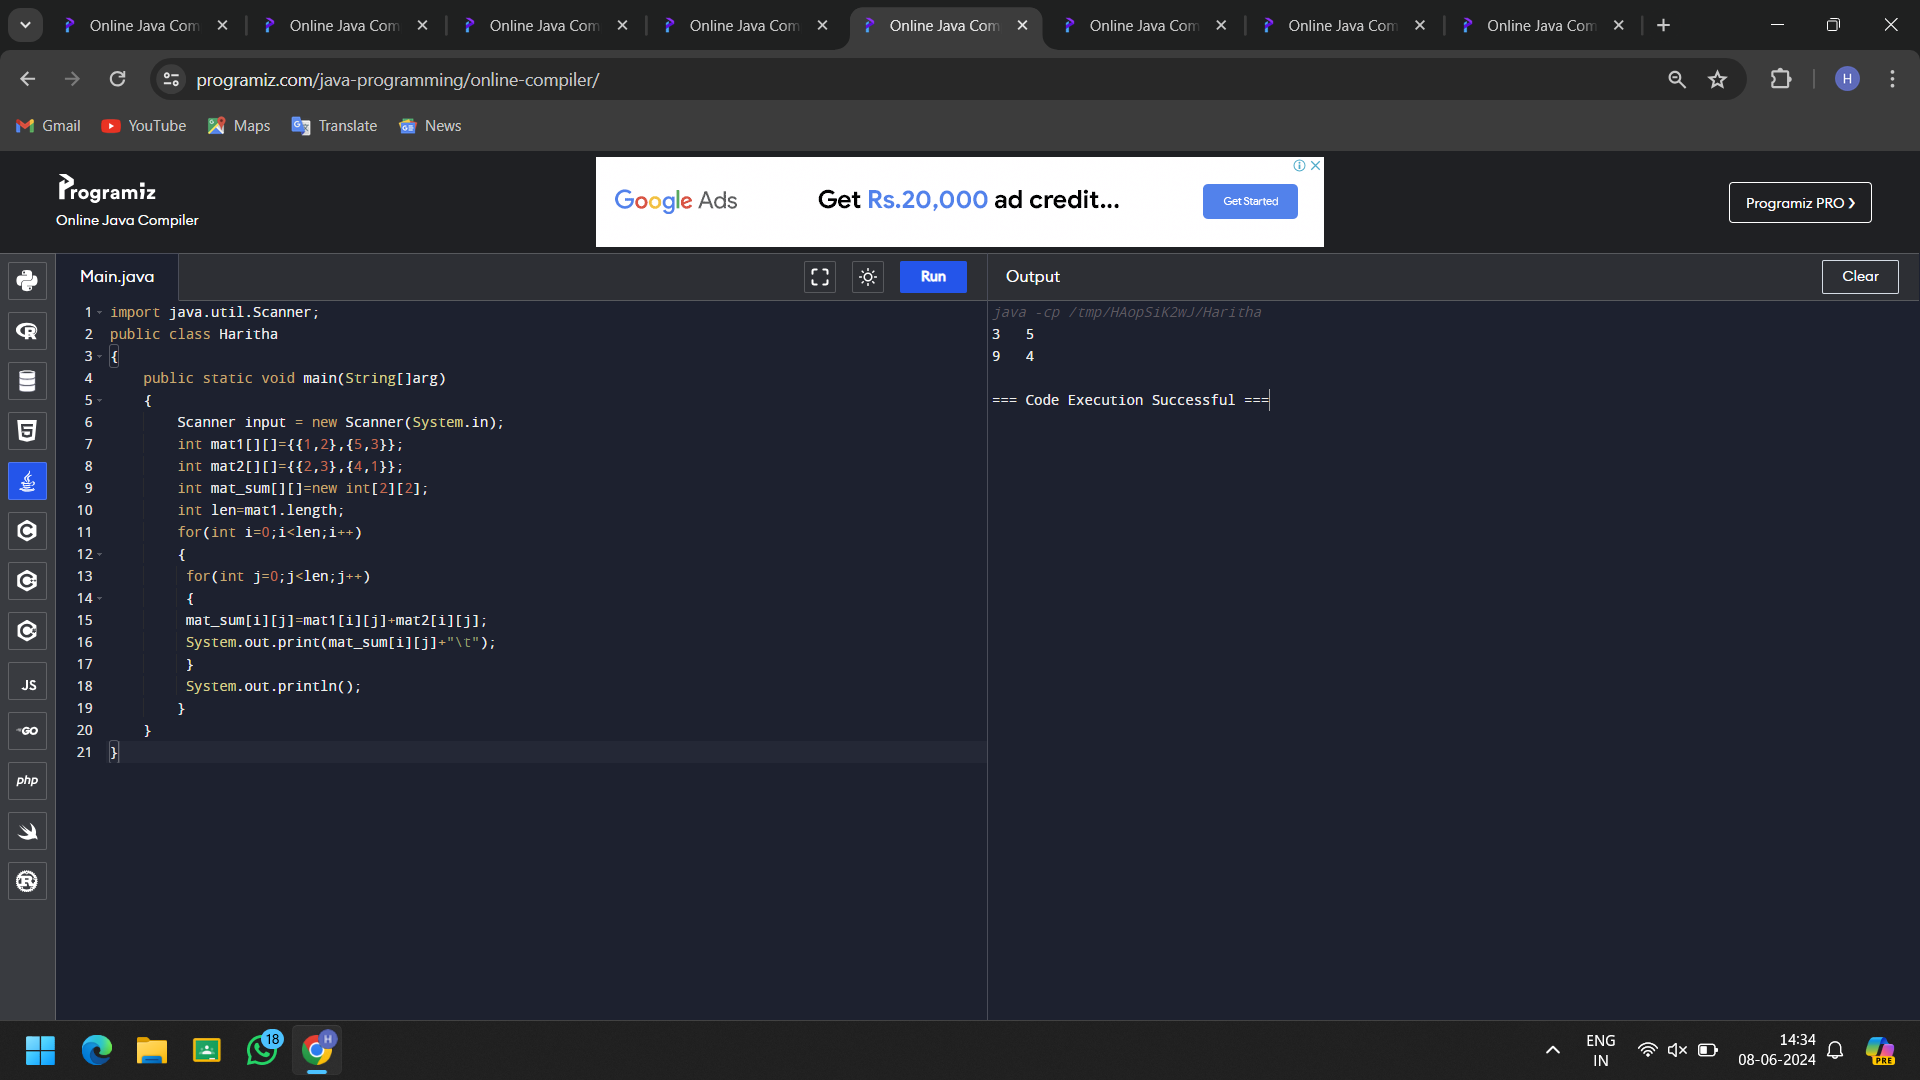 Online Java Com
Online Java Com
Online Java Com
Online Java Com
Online Java Com
Online Java Com
Online Java Com
Online Java Com
programiz.com/java-programming/online-compiler/
H
Gmail
YouTube
Maps
Translate
News
Programiz
Online Java Compiler
Google Ads
Get Rs.20,000 ad credit...
Get Started
Programiz PRO ❯
Main.java
Run
Output
Clear
1 import java.util.Scanner;
2 public class Haritha
3 {
4 public static void main(String[]arg)
5 {
6 Scanner input = new Scanner(System.in);
7 int mat1[][]={{1,2},{5,3}};
8 int mat2[][]={{2,3},{4,1}};
9 int mat_sum[][]=new int[2][2];
10 int len=mat1.length;
11 for(int i=0;i<len;i++)
12 {
13 for(int j=0;j<len;j++)
14 {
15 mat_sum[i][j]=mat1[i][j]+mat2[i][j];
16 System.out.print(mat_sum[i][j]+"\t");
17 }
18 System.out.println();
19 }
20 }
21 }
java -cp /tmp/HAopSiK2wJ/Haritha
3 5
9 4
=== Code Execution Successful ===
JS
GO
php
18
H
ENG
IN
14:34
08-06-2024
PRE